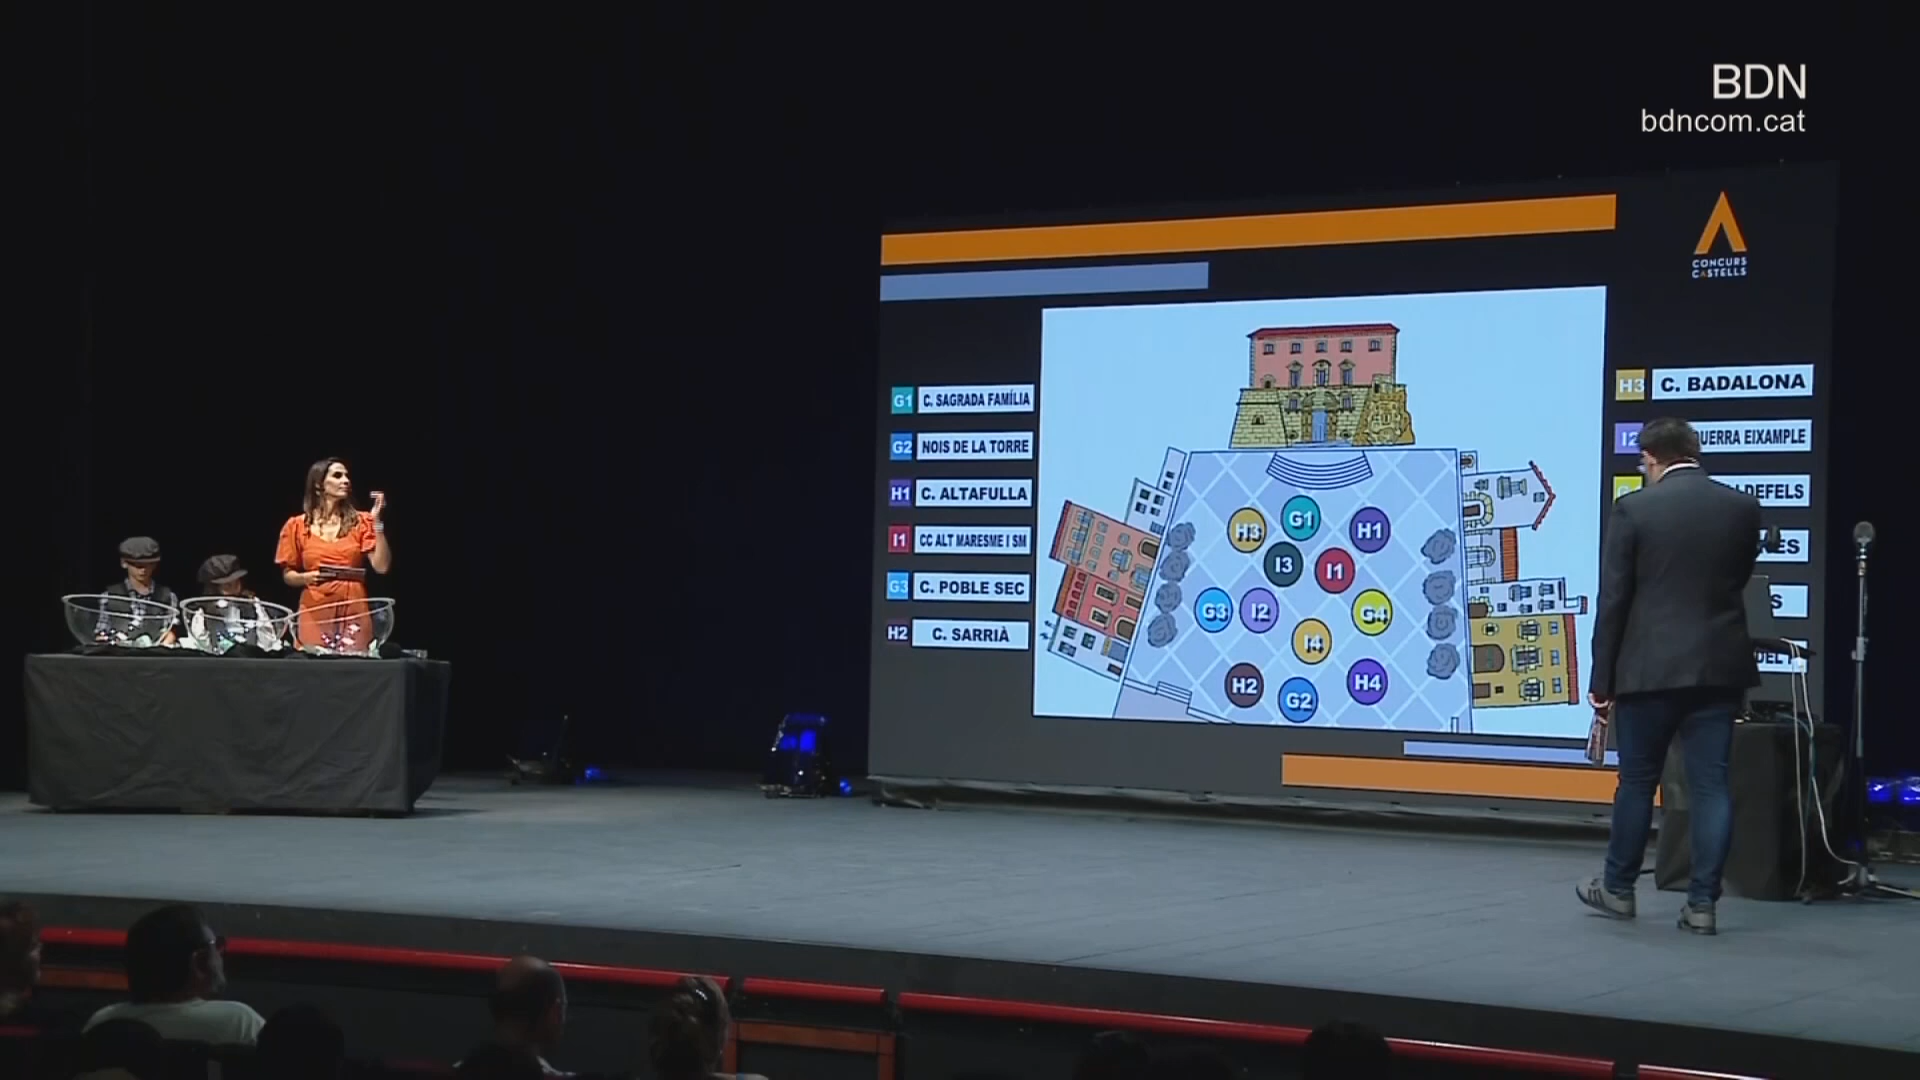 BDN
bdncom.cat
CONCURS
CASTELLS
G1 C. SAGRADA FAMÍLIA
G2 NOIS DE LA TORRE
H1 C. ALTAFULLA
I1 CC ALT MARESME I SM
G3 C. POBLE SEC
H2 C. SARRIÀ
H3 G1 H1
I3 I1
G3 I2 G4
I4
H2 G2 H4
H3 C. BADALONA
I2 EIXAMPLE